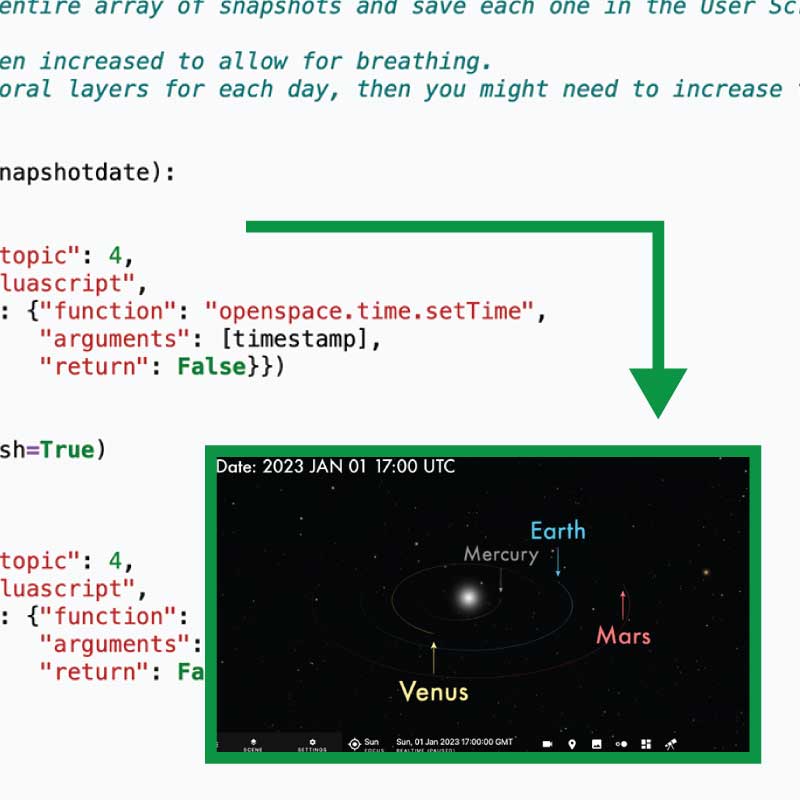 entire array of snapshots and save each one in the User Sc
en increased to allow for breathing.
oral layers for each day, then you might need to increase
napshotdate):
topic": 4,
luascript",
: {"function": "openspace.time.setTime",
"arguments": [timestamp],
"return": False}})
sh=True)
topic": 4,
luascript",
: {"function":
"arguments":
"return": Fa
Date: 2023 JAN 01 17:00 UTC
Earth
Mercury
Mars
Venus
SCENE
SETTINGS
Sun
FOCUS
Sun, 01 Jan 2023 17:00:00 GMT
REALTIME (PAUSED)